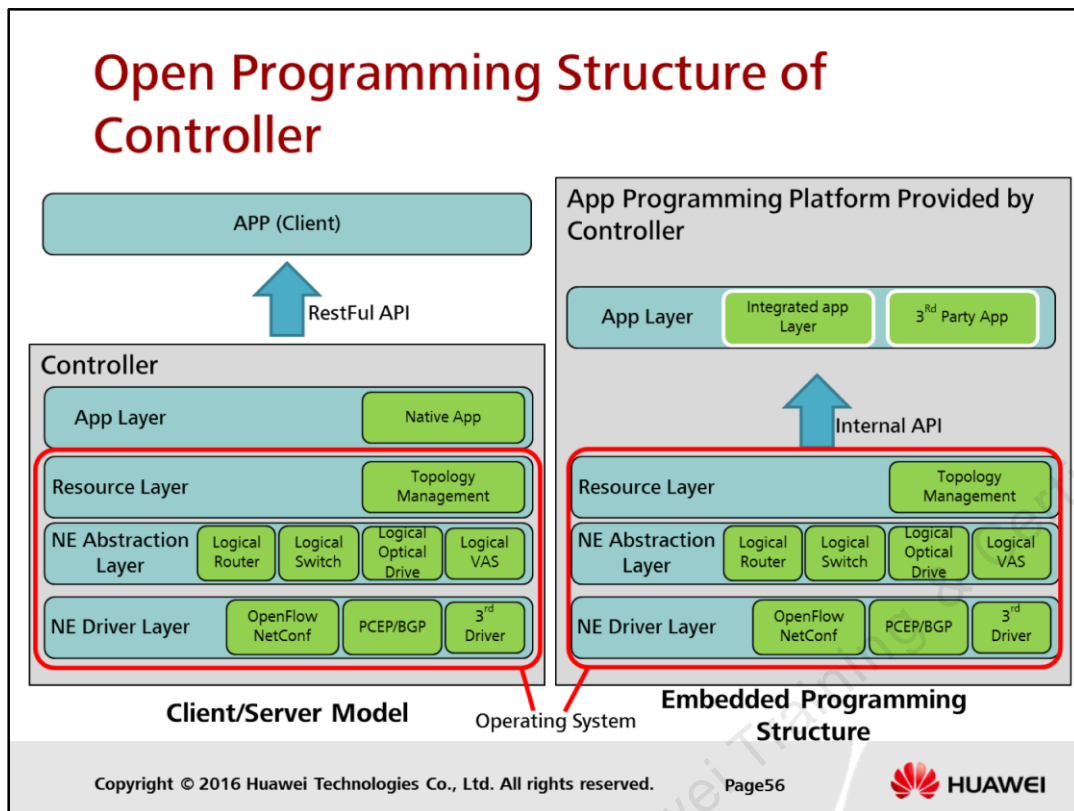 Open Programming Structure of
Controller
APP (Client)
RestFul API
Controller
App Layer
Native App
Resource Layer
Topology
Management
NE Abstraction
Layer
Logical
Router
Logical
Switch
Logical
Optical
Drive
Logical
VAS
NE Driver Layer
OpenFlow
NetConf
PCEP/BGP
3rd
Driver
Client/Server Model
App Programming Platform Provided by
Controller
App Layer
Integrated app
Layer
3Rd Party App
Internal API
Resource Layer
Topology
Management
NE Abstraction
Layer
Logical
Router
Logical
Switch
Logical
Optical
Drive
Logical
VAS
NE Driver Layer
OpenFlow
NetConf
PCEP/BGP
3rd
Driver
Operating System
Embedded Programming
Structure
Copyright © 2016 Huawei Technologies Co., Ltd. All rights reserved.
Page56
HUAWEI